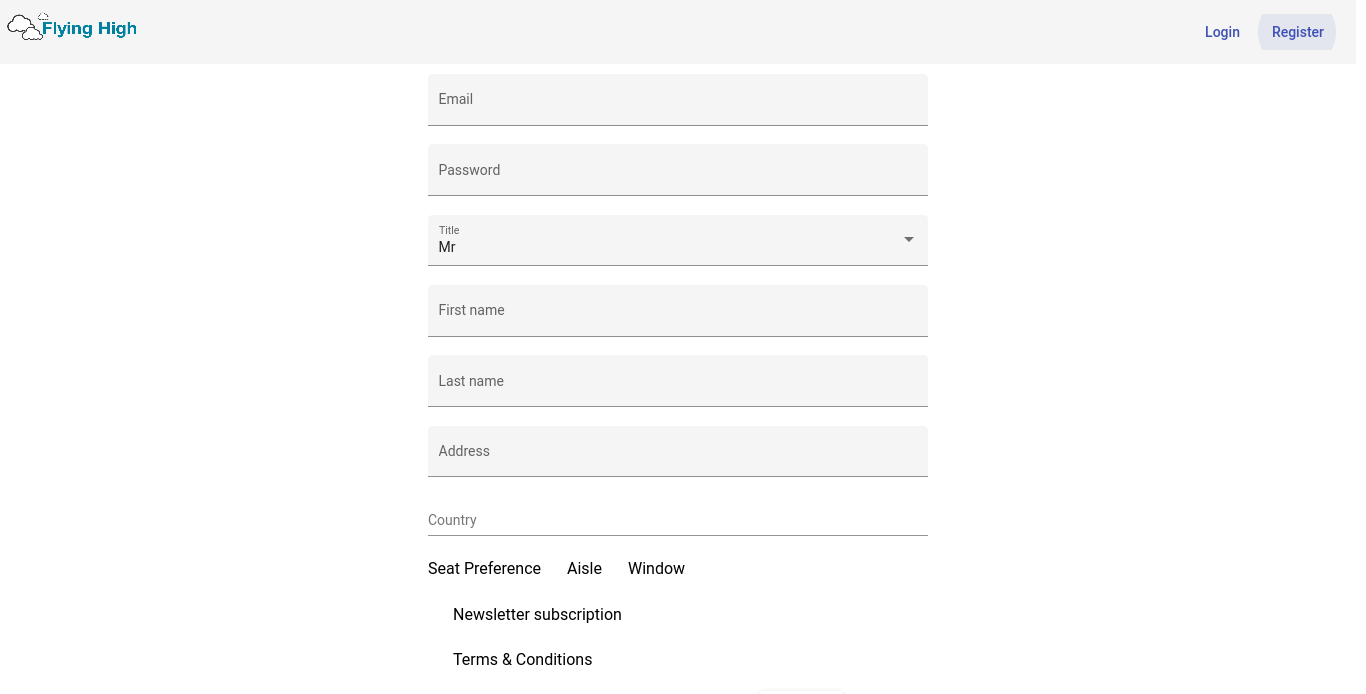 Flying High
Login Register
Email
Password
Title
Mr
First name
Last name
Address
Country
Seat Preference Aisle Window
Newsletter subscription
Terms & Conditions